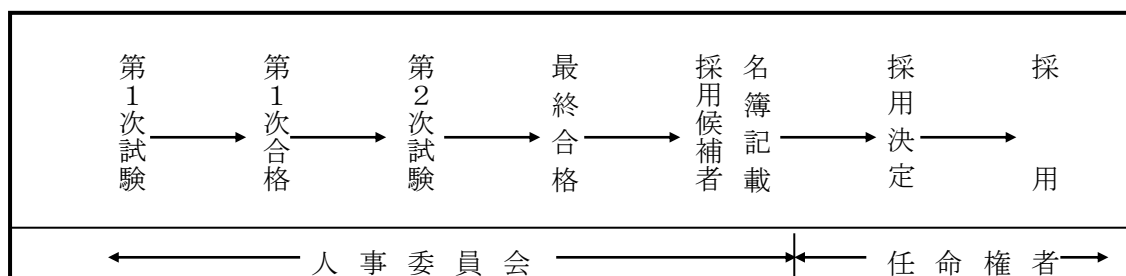 第1次試験
第1次合格
第2次試験
最終合格
採用候補者
名簿記載
採用決定
採用
人事委員会
任命権者